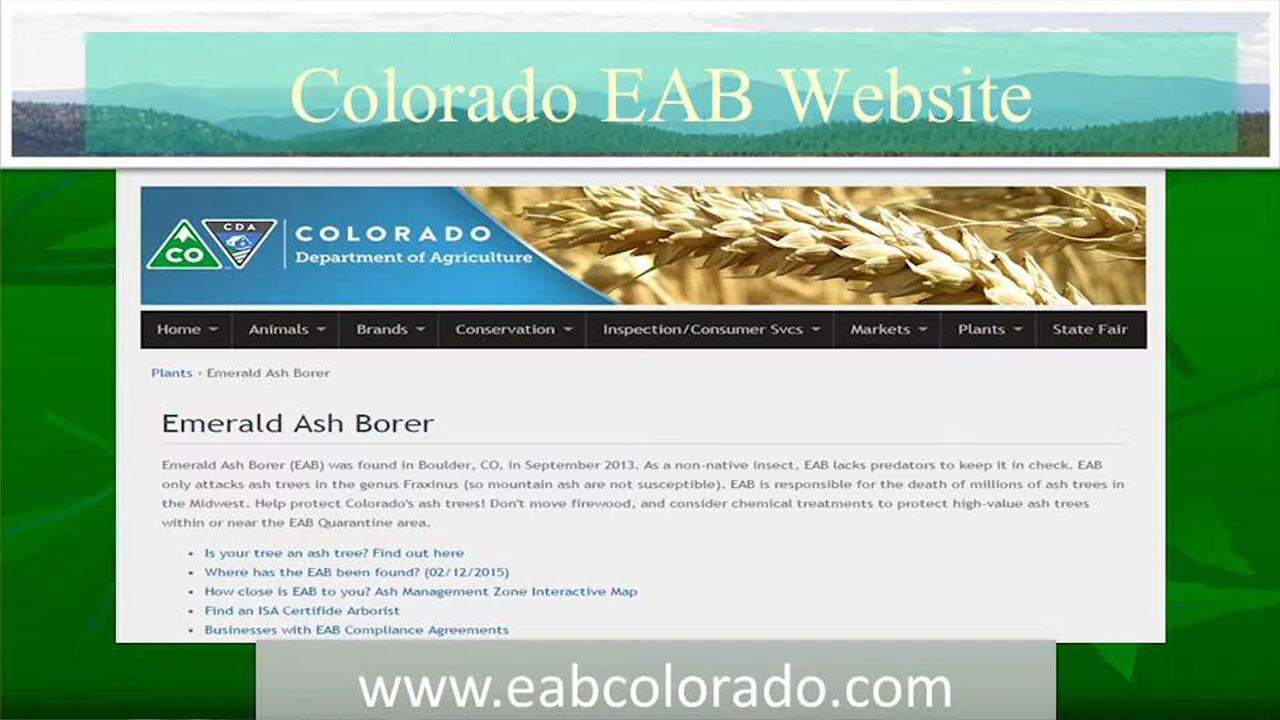 Colorado EAB Website
CDA
CO
COLORADO
Department of Agriculture
Home Animals Brands Conservation Inspection/Consumer Svcs Markets Plants State Fair
Plants • Emerald Ash Borer
Emerald Ash Borer
Emerald Ash Borer (EAB) was found in Boulder, CO, in September 2013. As a non-native insect, EAB lacks predators to keep it in check. EAB
only attacks ash trees in the genus Fraxinus (so mountain ash are not susceptible). EAB is responsible for the death of millions of ash trees in
the Midwest. Help protect Colorado's ash trees! Don't move firewood, and consider chemical treatments to protect high-value ash trees
within or near the EAB Quarantine area.
• Is your tree an ash tree? Find out here
• Where has the EAB been found? (02/12/2015)
• How close is EAB to you? Ash Management Zone Interactive Map
• Find an ISA Certifide Arborist
• Businesses with EAB Compliance Agreements
www.eabcolorado.com